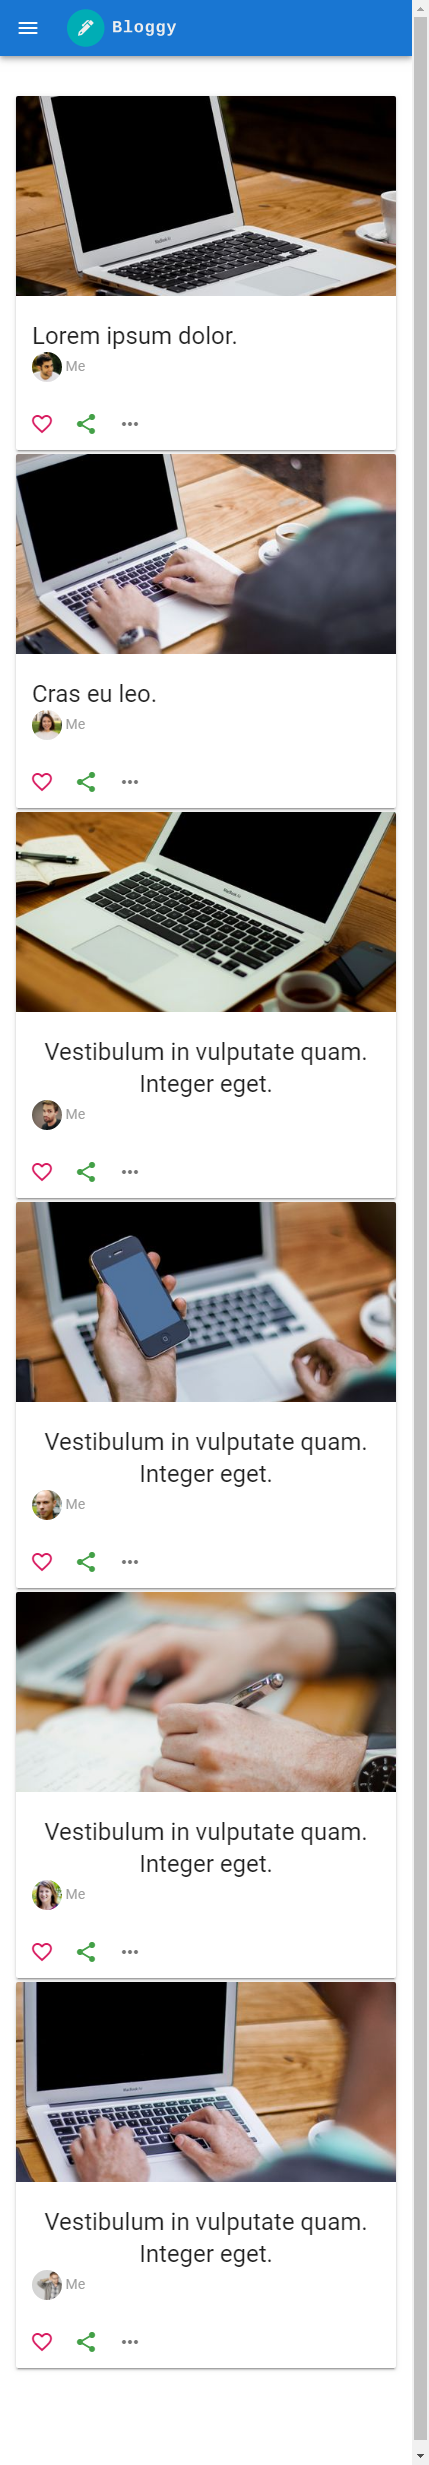 Bloggy
Lorem ipsum dolor.
Me
Cras eu leo.
Me
Vestibulum in vulputate quam.
Integer eget.
Me
Vestibulum in vulputate quam.
Integer eget.
Me
Vestibulum in vulputate quam.
Integer eget.
Me
Vestibulum in vulputate quam.
Integer eget.
Me